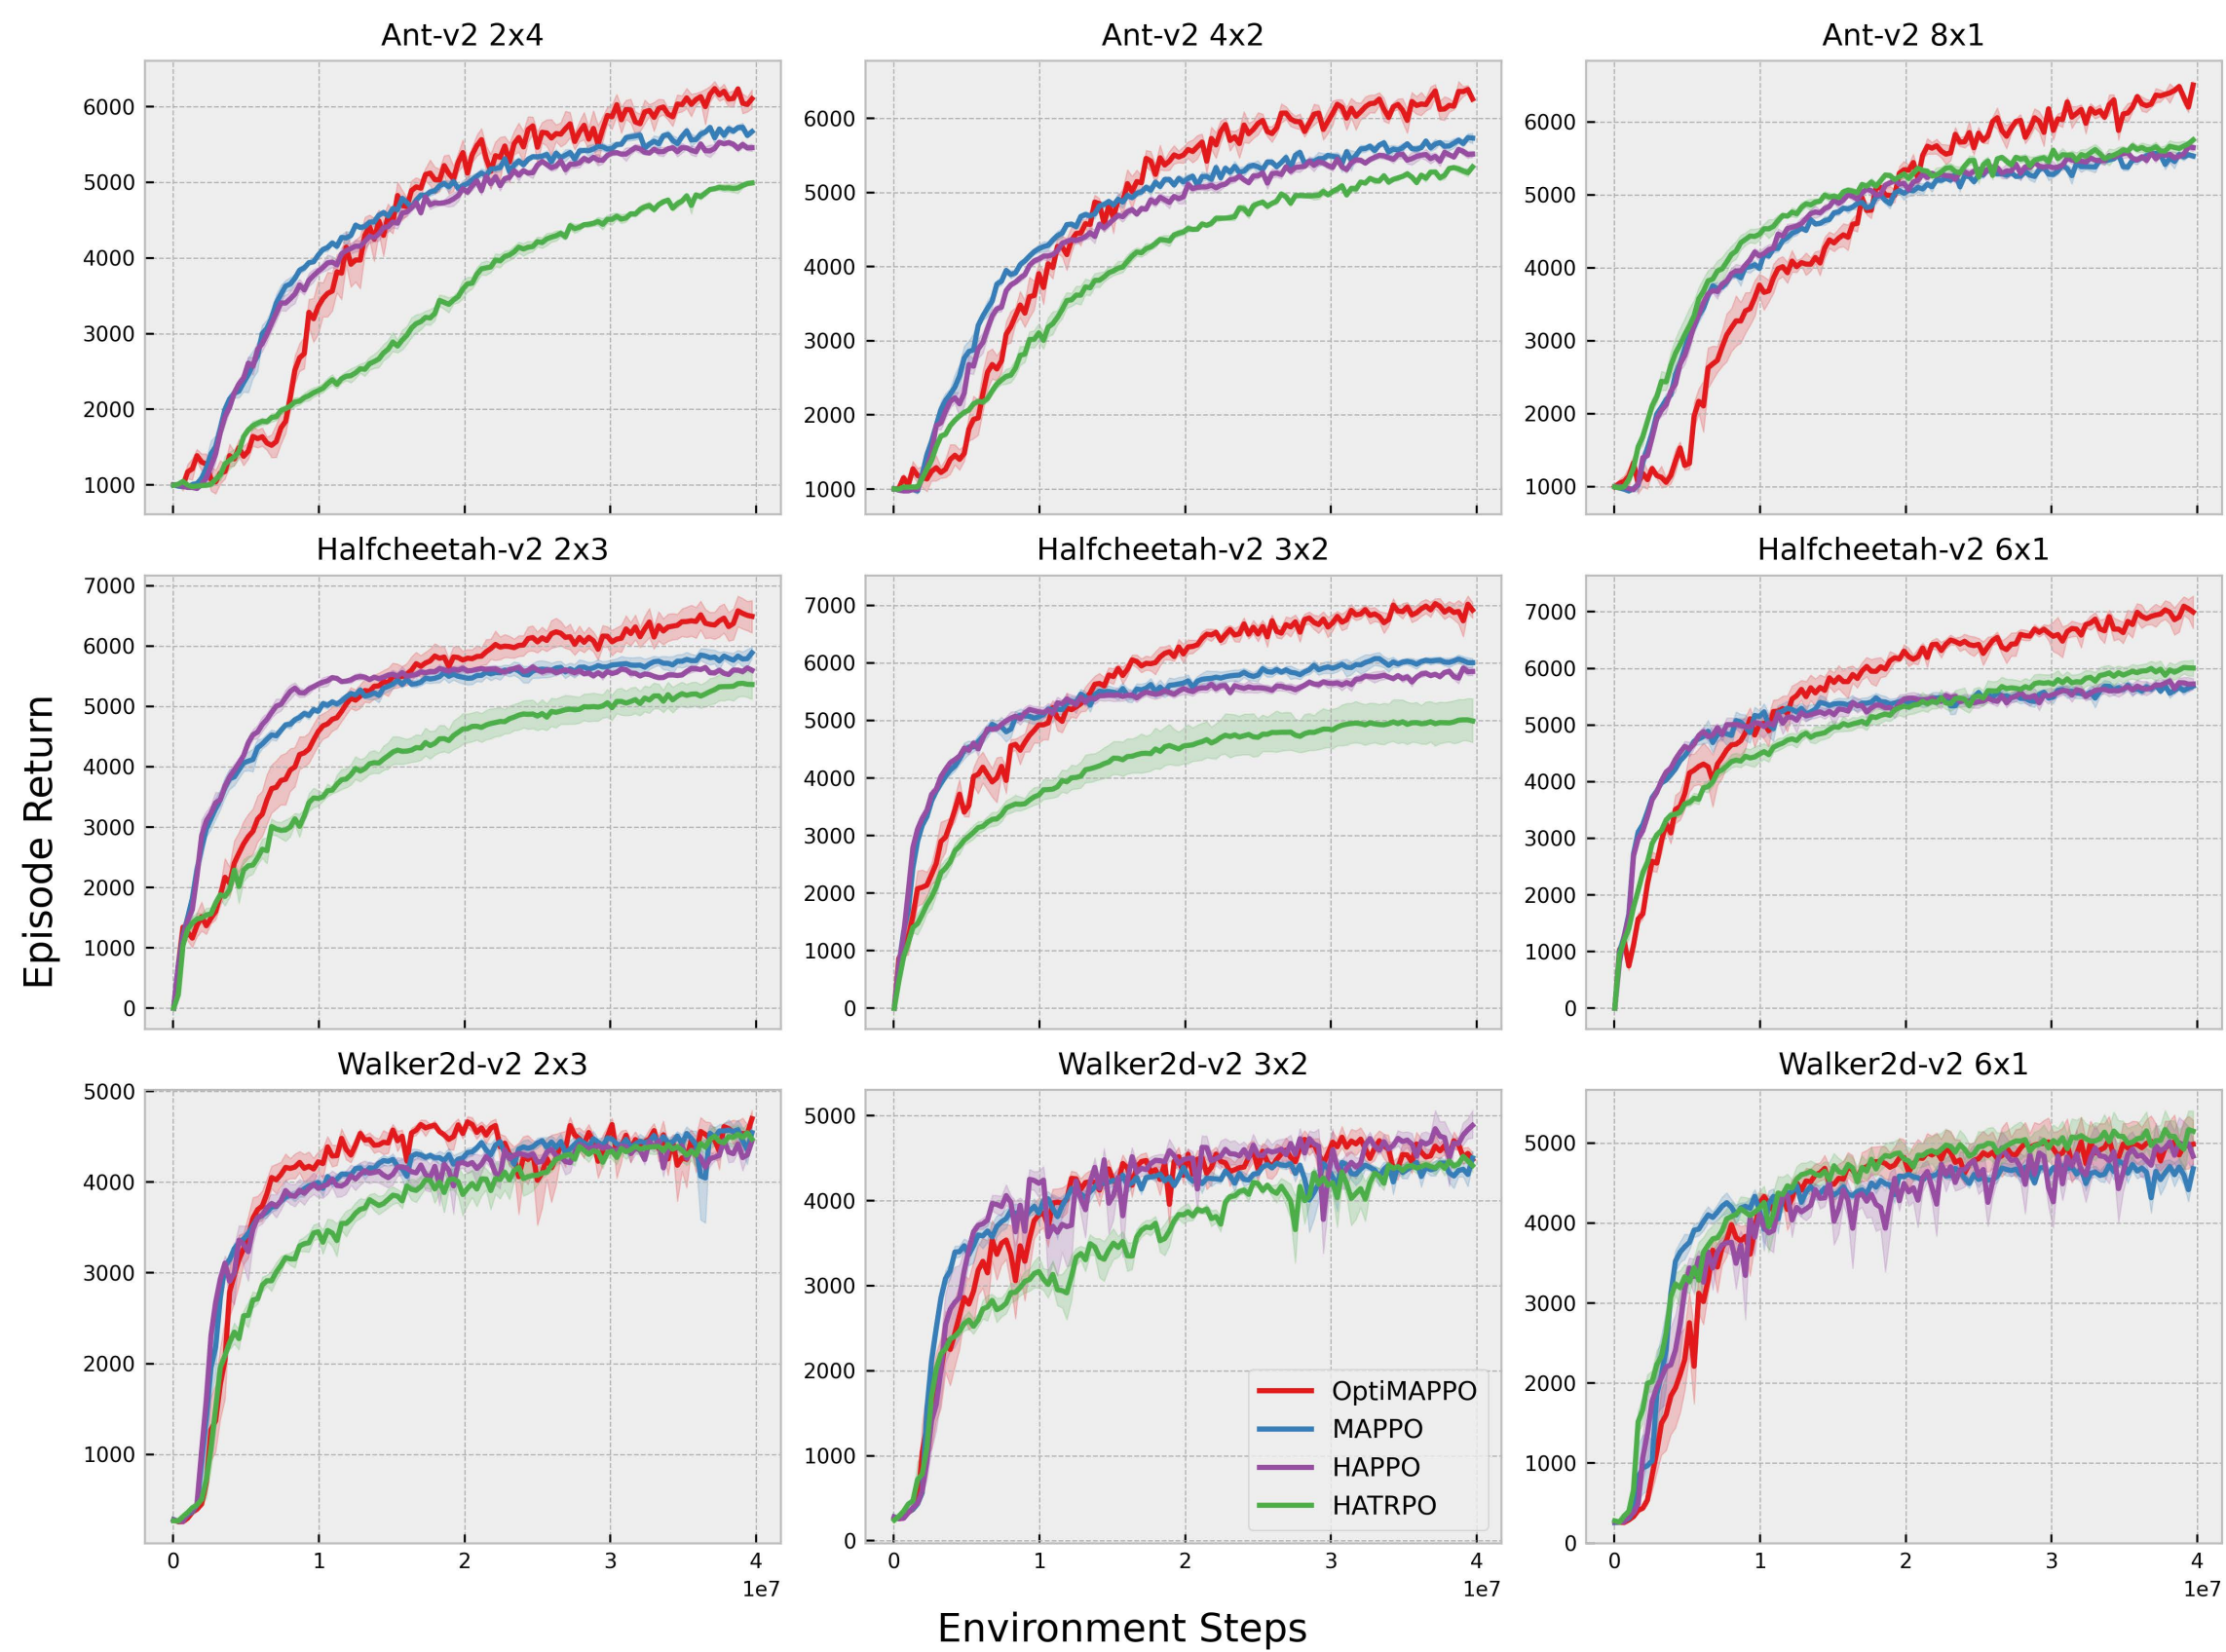 Ant-v2 2x4
Ant-v2 4x2
Ant-v2 8x1
6000
5000
4000
3000
2000
1000
6000
5000
4000
3000
2000
1000
6000
5000
4000
3000
2000
1000
Halfcheetah-v2 2x3
Halfcheetah-v2 3x2
Halfcheetah-v2 6x1
7000
6000
5000
4000
3000
2000
1000
0
7000
6000
5000
4000
3000
2000
1000
0
7000
6000
5000
4000
3000
2000
1000
0
Episode Return
Walker2d-v2 2x3
Walker2d-v2 3x2
Walker2d-v2 6x1
5000
4000
3000
2000
1000
5000
4000
3000
2000
1000
0
5000
4000
3000
2000
1000
0
OptiMAPPO
MAPPO
HAPPO
HATRPO
0 1 2 3 4
1e7
0 1 2 3 4
1e7
0 1 2 3 4
1e7
Environment Steps